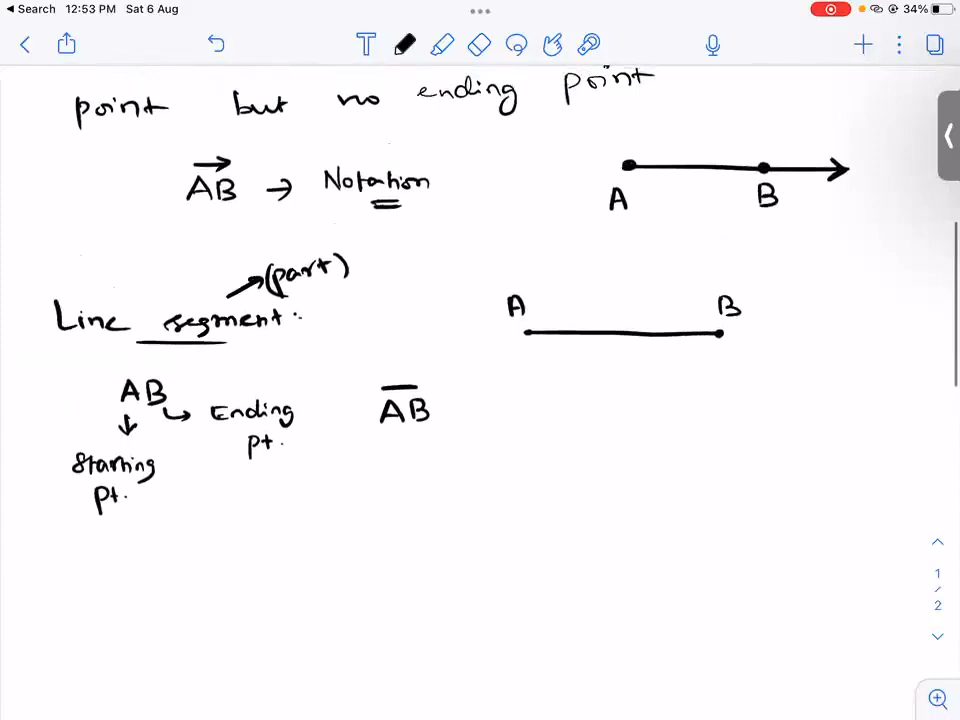 Search 12:53 PM Sat 6 Aug 34%
T
point but no ending point
AB → Notation
A B
(part)
Line segment:
A B
AB
Ending
pt.
AB
Starting
pt.
1
/
2